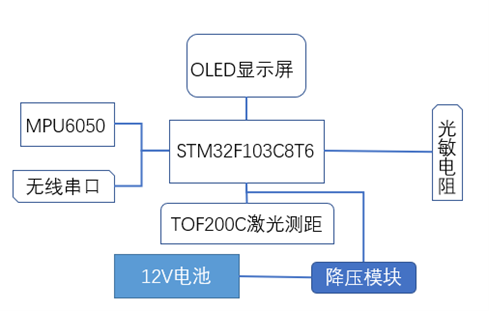 OLED显示屏
MPU6050
STM32F103C8T6
光敏电阻
无线串口
TOF200C激光测距
12V电池
降压模块